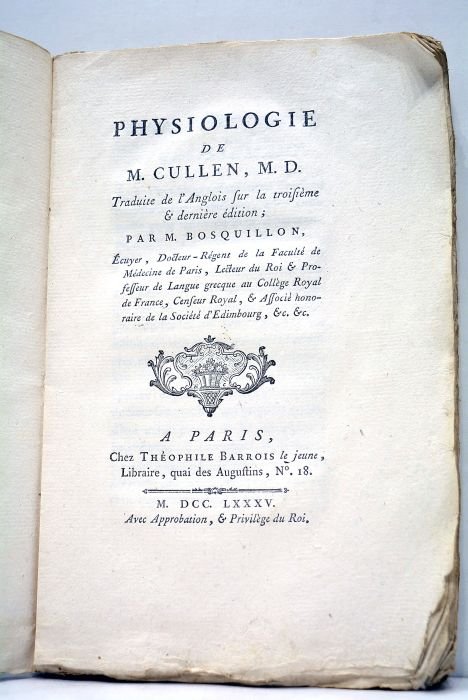 PHYSIOLOGIE
DE
M. CULLEN, M. D.
Traduite de l'Anglois ſur la troiſième
& dernière édition;
PAR M. BOSQUILLON,
Écuyer, Docteur-Régent de la Faculté de
Médecine de Paris, Lecteur du Roi & Pro-
feſſeur de Langue grecque au Collège Royal
de France, Cenſeur Royal, & Aſſocié hono-
raire de la Société d'Edimbourg, &c. &c.
A PARIS,
Chez THÉOPHILE BARROIS le jeune,
Libraire, quai des Auguſtins, N°. 18.
M. DCC. LXXXV.
Avec Approbation, & Privilège du Roi.